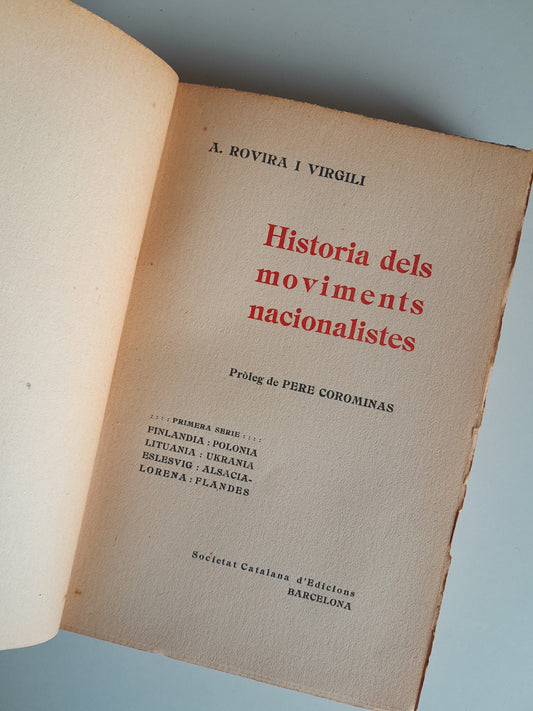 A. ROVIRA I VIRGILI
Historia dels
moviments
nacionalistes
Pròleg de PERE COROMINAS
:::: PRIMERA SERIE ::::
FINLANDIA : POLONIA
LITUANIA : UKRANIA
ESLESVIG : ALSACIA-
LORENA : FLANDES
Societat Catalana d'Edicions
BARCELONA